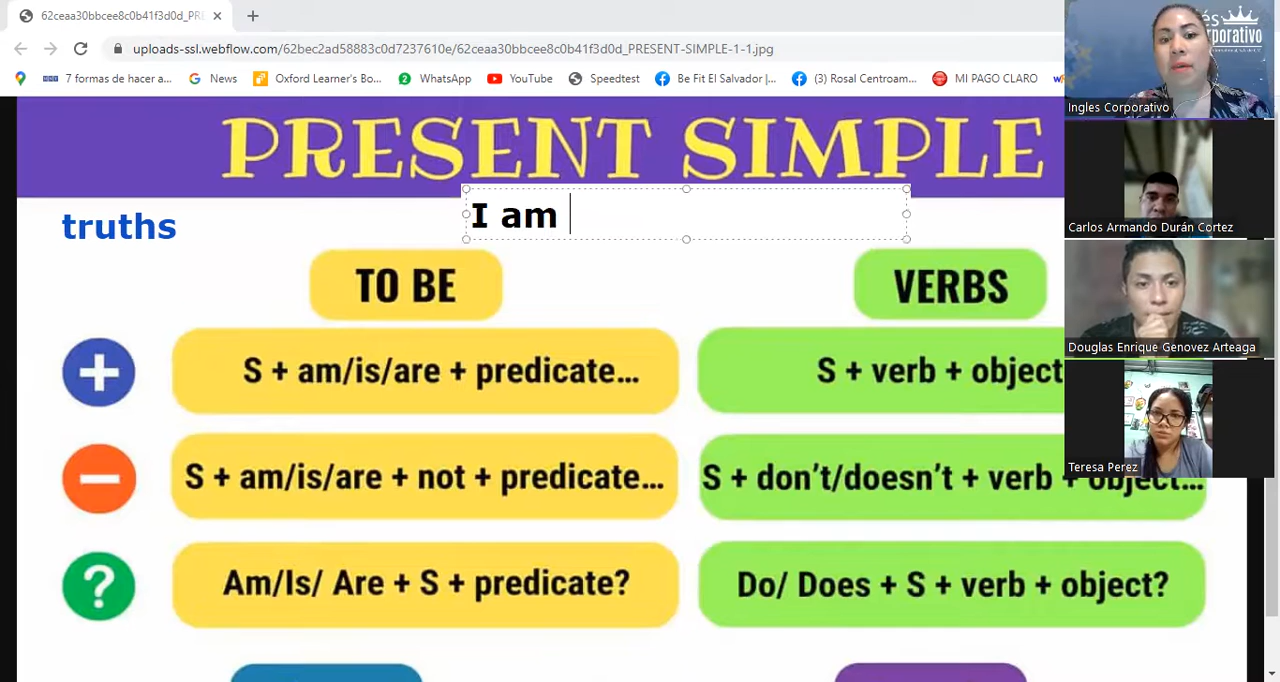 62ceaa30bbcee8c0b41f3d0d_PRE
uploads-ssl.webflow.com/62bec2ad58883c0d7237610e/62ceaa30bbcee8c0b41f3d0d_PRESENT-SIMPLE-1-1.jpg
7 formas de hacer a...
News
Oxford Learner's Bo...
WhatsApp
YouTube
Speedtest
Be Fit El Salvador |...
(3) Rosal Centroam...
MI PAGO CLARO
PRESENT SIMPLE
truths
I am
TO BE
VERBS
S + am/is/are + predicate...
S + verb + object
S + am/is/are + not + predicate...
S + don't/doesn't + verb + object...
Am/Is/ Are + S + predicate?
Do/ Does + S + verb + object?
Ingles Corporativo
Carlos Armando Durán Cortez
Douglas Enrique Genovez Arteaga
Teresa Perez